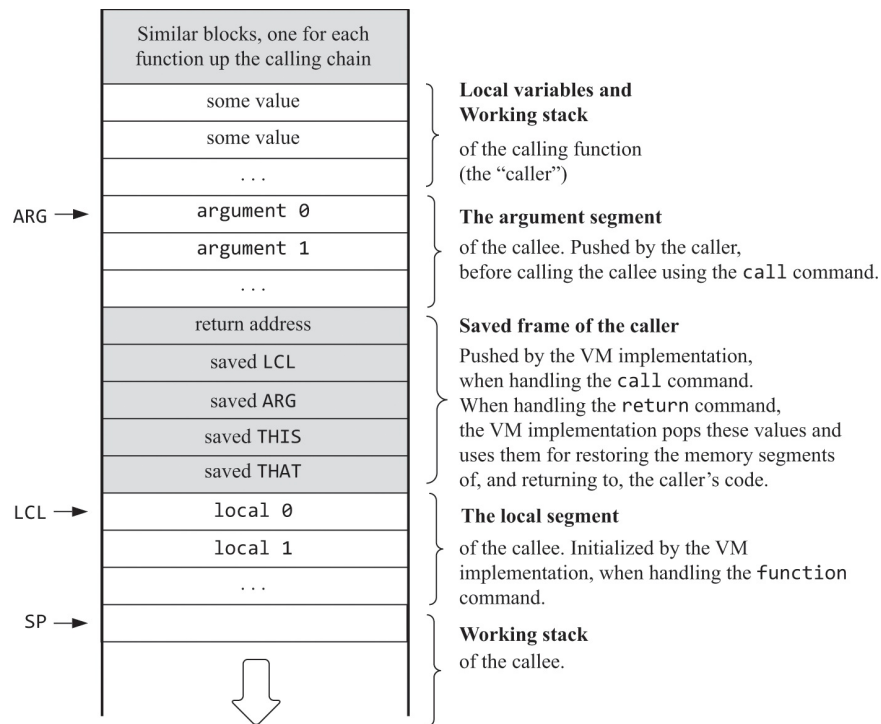 Similar blocks, one for each
function up the calling chain
some value
some value
...
Local variables and
Working stack
of the calling function
(the “caller”)
ARG
argument 0
argument 1
...
The argument segment
of the callee. Pushed by the caller,
before calling the callee using the call command.
return address
saved LCL
saved ARG
saved THIS
saved THAT
Saved frame of the caller
Pushed by the VM implementation,
when handling the call command.
When handling the return command,
the VM implementation pops these values and
uses them for restoring the memory segments
of, and returning to, the caller’s code.
LCL
local 0
local 1
...
The local segment
of the callee. Initialized by the VM
implementation, when handling the function
command.
SP
Working stack
of the callee.